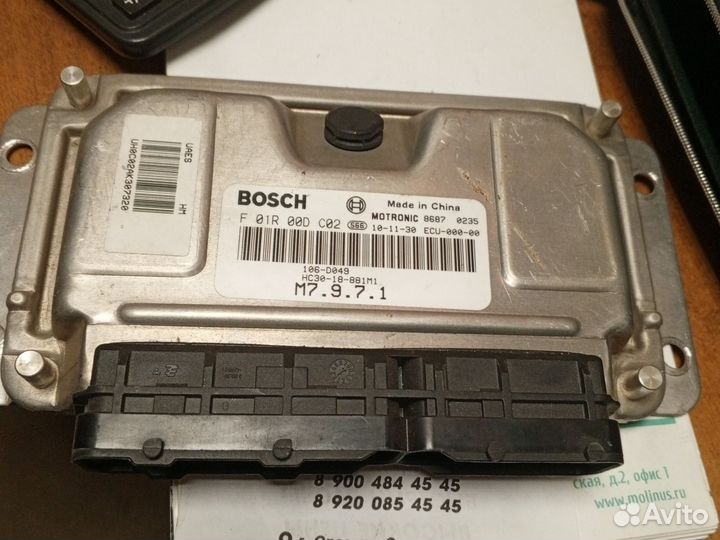 UAES
HM
UH0C02AK307320
BOSCH
Made in China
MOTRONIC 8687 0235
F 01R 00D C02 S66 10-11-30 ECU-000-00
106-D049
HC30-18-881M1
M7.9.7.1
8 900 484 45 45
8 920 085 45 45
ская, д.2, офис 1
www.molinus.ru
Avito